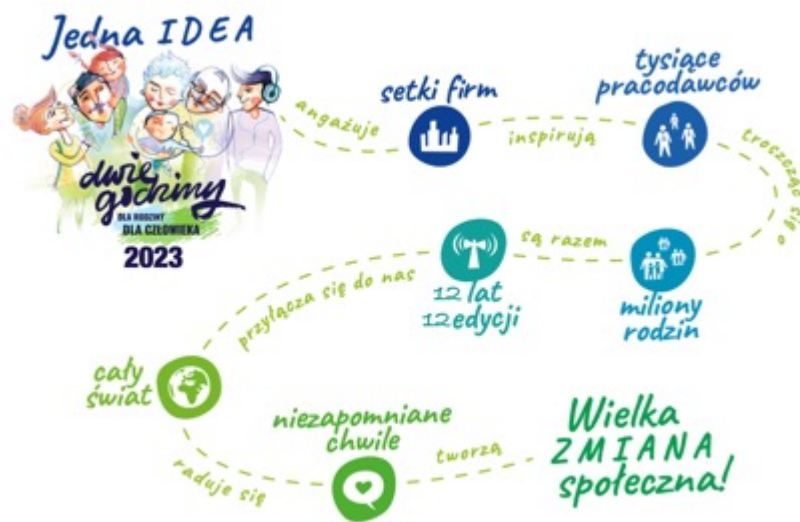 Jedna IDEA
dwie
godziny
DLA RODZINY
DLA CZŁOWIEKA
2023
angażuje
setki firm
inspirują
tysiące
pracodawców
troszcząc się o
miliony
rodzin
są razem
12 lat
12 edycji
przyłącza się do nas
cały
świat
raduje się
niezapomniane
chwile
tworzą
Wielka
ZMIANA
społeczna!